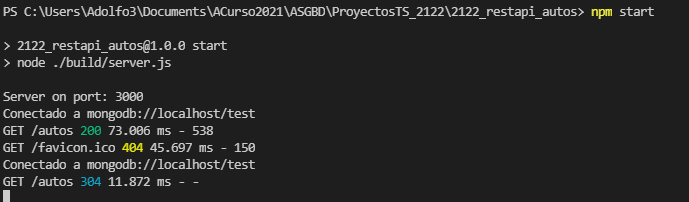 PS C:\Users\Adolfo3\Documents\ACurso2021\ASGBD\ProyectosTS_2122\2122_restapi_autos> npm start
> 2122_restapi_autos@1.0.0 start
> node ./build/server.js
Server on port: 3000
Conectado a mongodb://localhost/test
GET /autos 200 73.006 ms - 538
GET /favicon.ico 404 45.697 ms - 150
Conectado a mongodb://localhost/test
GET /autos 304 11.872 ms - -